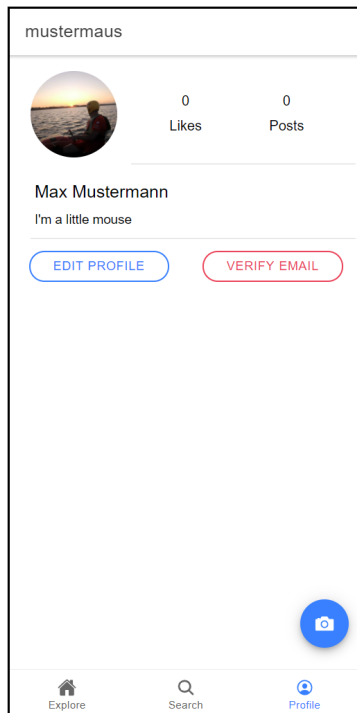 mustermaus
0 0
Likes Posts
Max Mustermann
I'm a little mouse
EDIT PROFILE VERIFY EMAIL
Explore Search Profile